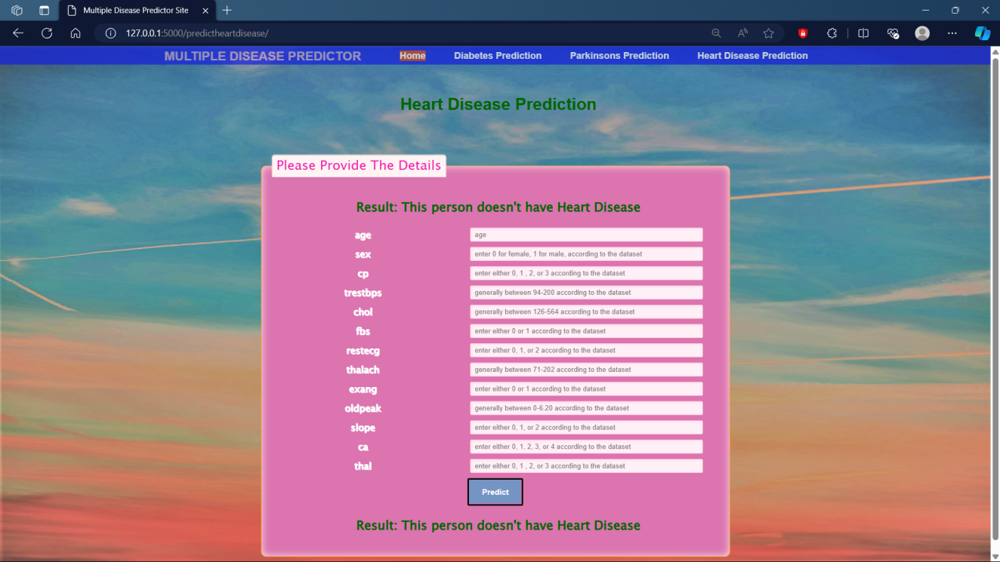 Multiple Disease Predictor Site
127.0.0.1:5000/predictheartdisease/
MULTIPLE DISEASE PREDICTOR Home Diabetes Prediction Parkinsons Prediction Heart Disease Prediction
Heart Disease Prediction
Please Provide The Details
Result: This person doesn't have Heart Disease
age age
sex enter 0 for female, 1 for male, according to the dataset
cp enter either 0, 1 , 2, or 3 according to the dataset
trestbps generally between 94-200 according to the dataset
chol generally between 126-564 according to the dataset
fbs enter either 0 or 1 according to the dataset
restecg enter either 0, 1, or 2 according to the dataset
thalach generally between 71-202 according to the dataset
exang enter either 0 or 1 according to the dataset
oldpeak generally between 0-6.20 according to the dataset
slope enter either 0, 1, or 2 according to the dataset
ca enter either 0, 1, 2, 3, or 4 according to the dataset
thal enter either 0, 1 , 2, or 3 according to the dataset
Predict
Result: This person doesn't have Heart Disease